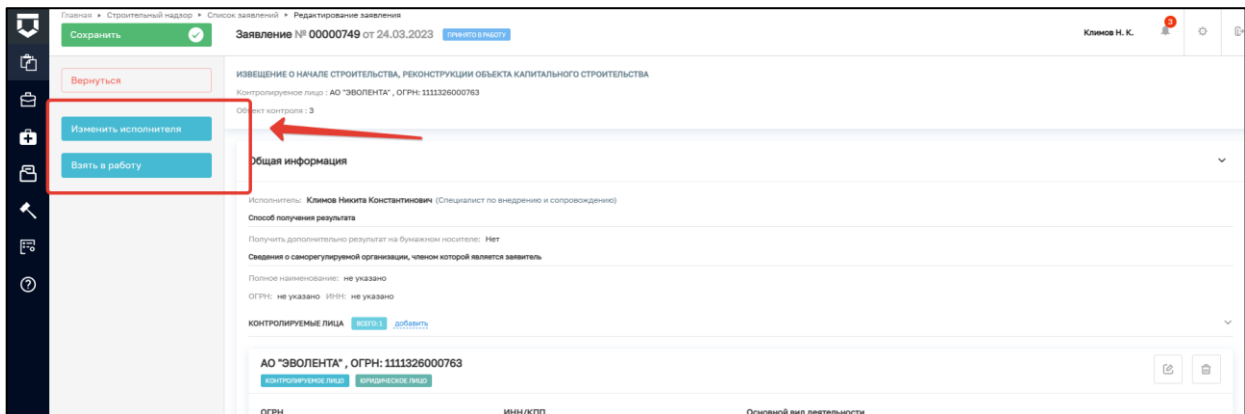 Главная ▸ Строительный надзор ▸ Список заявлений ▸ Редактирование заявления
Сохранить
Заявление № 00000749 от 24.03.2023 ПРИНЯТО В РАБОТУ
Климов Н. К.
3
Вернуться
Изменить исполнителя
Взять в работу
ИЗВЕЩЕНИЕ О НАЧАЛЕ СТРОИТЕЛЬСТВА, РЕКОНСТРУКЦИИ ОБЪЕКТА КАПИТАЛЬНОГО СТРОИТЕЛЬСТВА
Контролируемое лицо : АО "ЭВОЛЕНТА" , ОГРН: 1111326000763
Объект контроля : 3
Общая информация
Исполнитель: Климов Никита Константинович (Специалист по внедрению и сопровождению)
Способ получения результата
Получить дополнительно результат на бумажном носителе: Нет
Сведения о саморегулируемой организации, членом которой является заявитель
Полное наименование: не указано
ОГРН: не указано ИНН: не указано
КОНТРОЛИРУЕМЫЕ ЛИЦА ВСЕГО: 1 добавить
АО "ЭВОЛЕНТА" , ОГРН: 1111326000763
КОНТРОЛИРУЕМОЕ ЛИЦО ЮРИДИЧЕСКОЕ ЛИЦО
ОГРН ИНН/КПП Основной вид деятельности